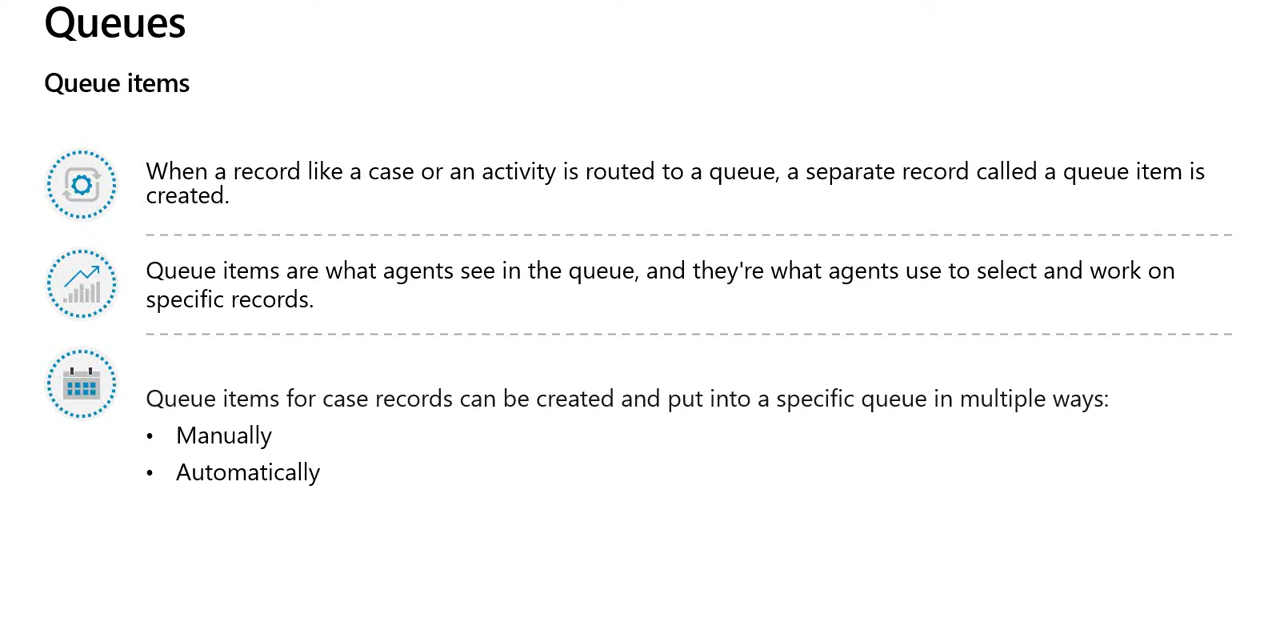 Queues
Queue items
When a record like a case or an activity is routed to a queue, a separate record called a queue item is
created.
Queue items are what agents see in the queue, and they're what agents use to select and work on
specific records.
Queue items for case records can be created and put into a specific queue in multiple ways:
• Manually
• Automatically